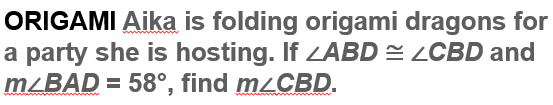 ORIGAMI Aika is folding origami dragons for
a party she is hosting. If ∠ABD ≅ ∠CBD and
m∠BAD = 58°, find m∠CBD.